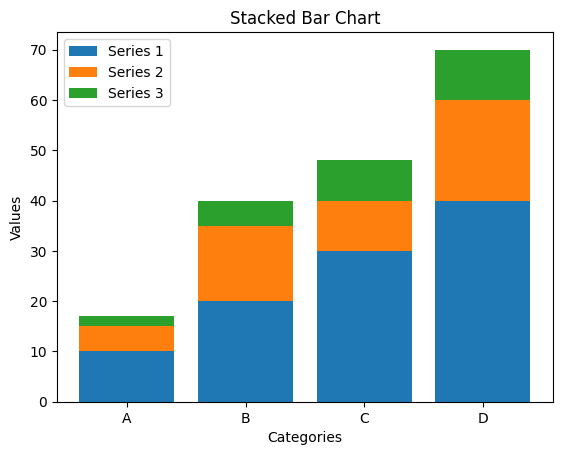 Stacked Bar Chart
Series 1
Series 2
Series 3
Values
70
60
50
40
30
20
10
0
A B C D
Categories